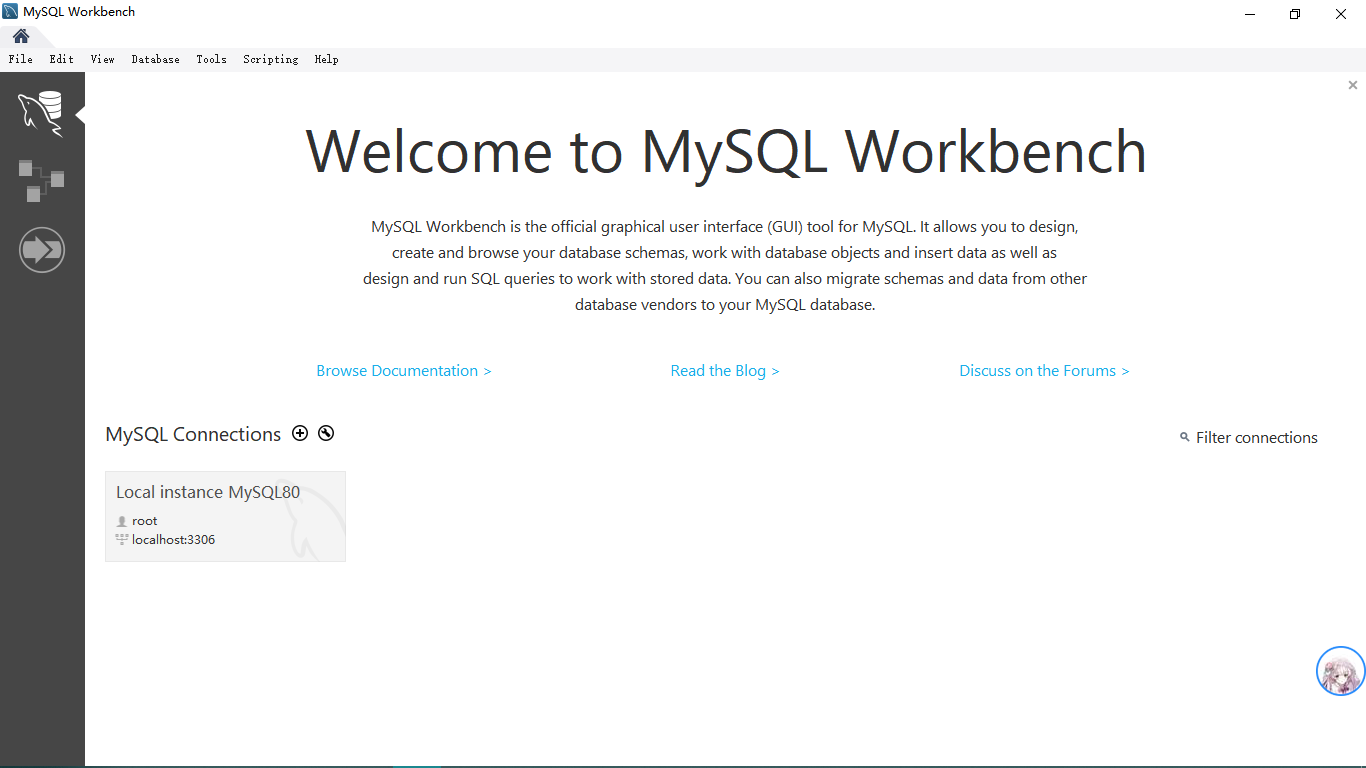 MySQL Workbench
File Edit View Database Tools Scripting Help
Welcome to MySQL Workbench
MySQL Workbench is the official graphical user interface (GUI) tool for MySQL. It allows you to design,
create and browse your database schemas, work with database objects and insert data as well as
design and run SQL queries to work with stored data. You can also migrate schemas and data from other
database vendors to your MySQL database.
Browse Documentation > Read the Blog > Discuss on the Forums >
MySQL Connections Filter connections
Local instance MySQL80
root
localhost:3306